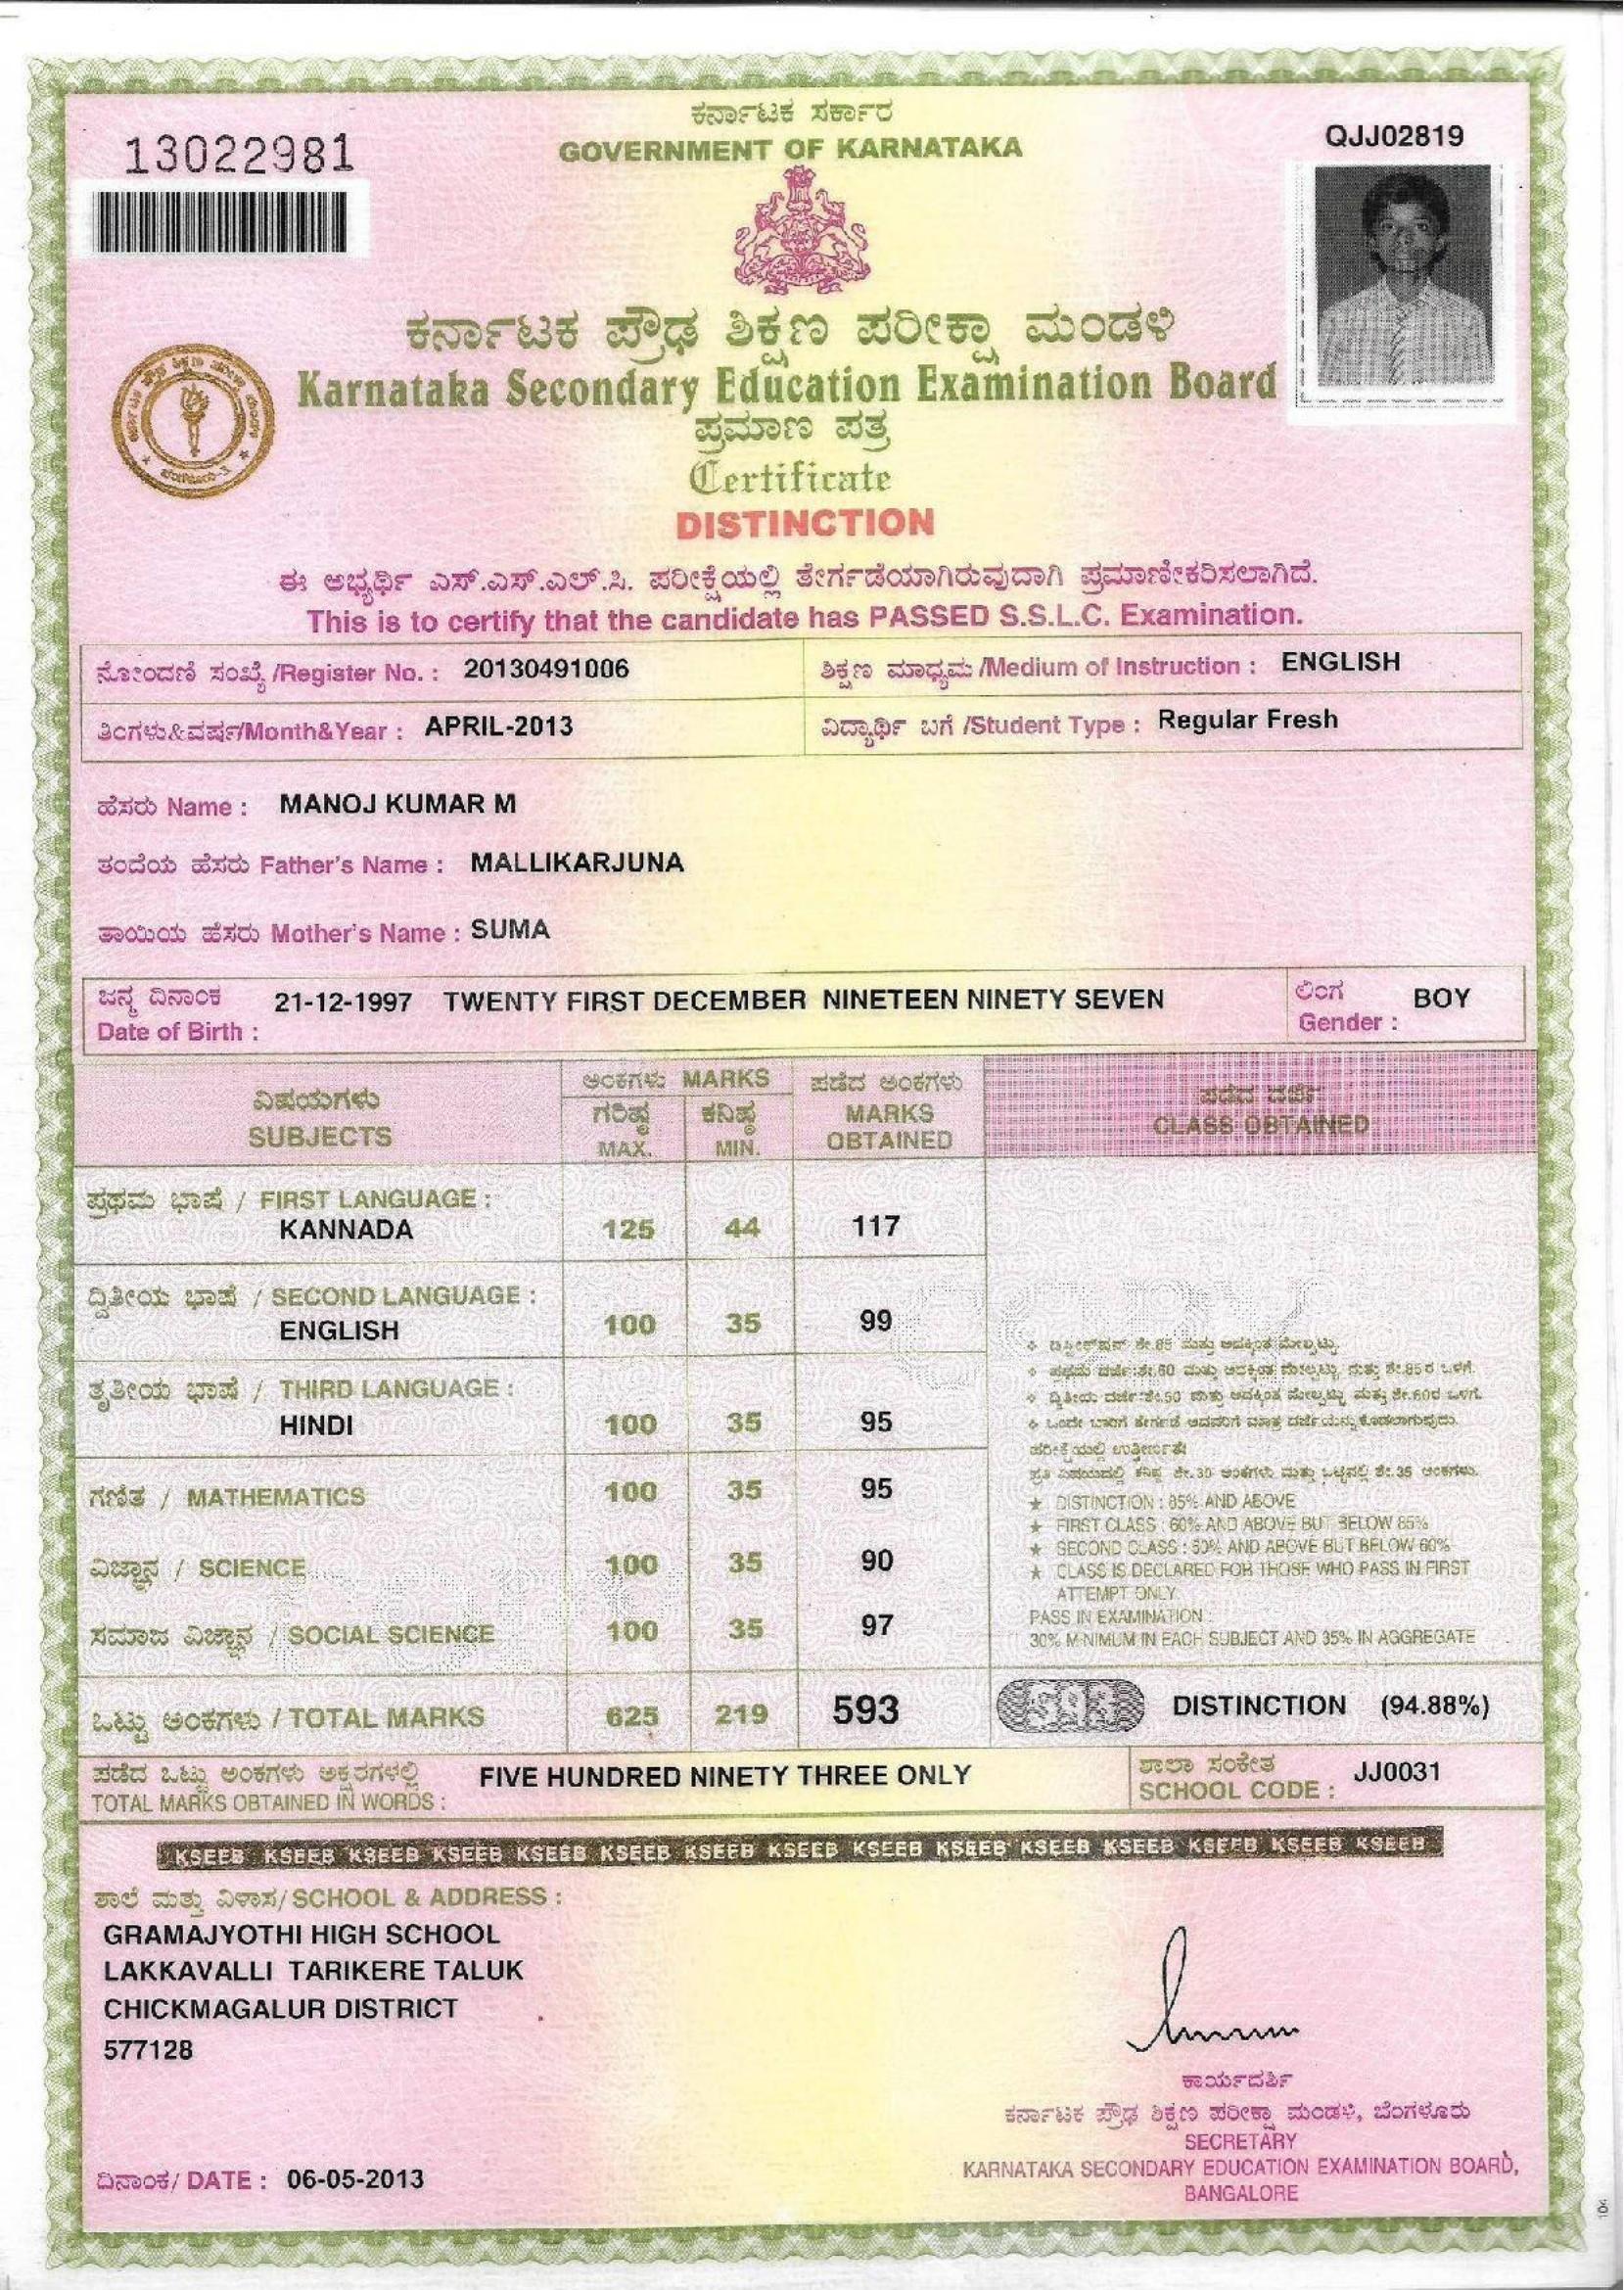 ಕರ್ನಾಟಕ ಸರ್ಕಾರ
GOVERNMENT OF KARNATAKA
13022981
QJJ02819
ಕರ್ನಾಟಕ ಪ್ರೌಢ ಶಿಕ್ಷಣ ಪರೀಕ್ಷಾ ಮಂಡಳಿ
Karnataka Secondary Education Examination Board
ಪ್ರಮಾಣ ಪತ್ರ
Certificate
DISTINCTION
ಈ ಅಭ್ಯರ್ಥಿ ಎಸ್.ಎಸ್.ಎಲ್.ಸಿ. ಪರೀಕ್ಷೆಯಲ್ಲಿ ತೇರ್ಗಡೆಯಾಗಿರುವುದಾಗಿ ಪ್ರಮಾಣೀಕರಿಸಲಾಗಿದೆ.
This is to certify that the candidate has PASSED S.S.L.C. Examination.
ನೋಂದಣಿ ಸಂಖ್ಯೆ /Register No. : 20130491006 ಶಿಕ್ಷಣ ಮಾಧ್ಯಮ /Medium of Instruction : ENGLISH
ತಿಂಗಳು&ವರ್ಷ/Month&Year : APRIL-2013 ವಿದ್ಯಾರ್ಥಿ ಬಗೆ /Student Type : Regular Fresh
ಹೆಸರು Name : MANOJ KUMAR M
ತಂದೆಯ ಹೆಸರು Father's Name : MALLIKARJUNA
ತಾಯಿಯ ಹೆಸರು Mother's Name : SUMA
ಜನ್ಮ ದಿನಾಂಕ 21-12-1997 TWENTY FIRST DECEMBER NINETEEN NINETY SEVEN ಲಿಂಗ BOY
Date of Birth : Gender :
ವಿಷಯಗಳು ಅಂಕಗಳು MARKS ಪಡೆದ ಅಂಕಗಳು ಪಡೆದ ದರ್ಜೆ
SUBJECTS ಗರಿಷ್ಠ MAX. ಕನಿಷ್ಠ MIN. MARKS OBTAINED CLASS OBTAINED
ಪ್ರಥಮ ಭಾಷೆ / FIRST LANGUAGE :
KANNADA 125 44 117
ದ್ವಿತೀಯ ಭಾಷೆ / SECOND LANGUAGE :
ENGLISH 100 35 99
ತೃತೀಯ ಭಾಷೆ / THIRD LANGUAGE :
HINDI 100 35 95
ಗಣಿತ / MATHEMATICS 100 35 95
ವಿಜ್ಞಾನ / SCIENCE 100 35 90
ಸಮಾಜ ವಿಜ್ಞಾನ / SOCIAL SCIENCE 100 35 97
★ DISTINCTION : 85% AND ABOVE
★ FIRST CLASS : 60% AND ABOVE BUT BELOW 85%
★ SECOND CLASS : 50% AND ABOVE BUT BELOW 60%
★ CLASS IS DECLARED FOR THOSE WHO PASS IN FIRST
ATTEMPT ONLY.
PASS IN EXAMINATION :
30% MINIMUM IN EACH SUBJECT AND 35% IN AGGREGATE
ಒಟ್ಟು ಅಂಕಗಳು / TOTAL MARKS 625 219 593 593 DISTINCTION (94.88%)
ಪಡೆದ ಒಟ್ಟು ಅಂಕಗಳು ಅಕ್ಷರಗಳಲ್ಲಿ FIVE HUNDRED NINETY THREE ONLY ಶಾಲಾ ಸಂಕೇತ JJ0031
TOTAL MARKS OBTAINED IN WORDS : SCHOOL CODE :
KSEEB KSEEB KSEEB KSEEB KSEEB KSEEB KSEEB KSEEB KSEEB KSEEB KSEEB KSEEB KSEEB KSEEB KSEEB
ಶಾಲೆ ಮತ್ತು ವಿಳಾಸ/ SCHOOL & ADDRESS :
GRAMAJYOTHI HIGH SCHOOL
LAKKAVALLI TARIKERE TALUK
CHICKMAGALUR DISTRICT
577128
ಕಾರ್ಯದರ್ಶಿ
ಕರ್ನಾಟಕ ಪ್ರೌಢ ಶಿಕ್ಷಣ ಪರೀಕ್ಷಾ ಮಂಡಳಿ, ಬೆಂಗಳೂರು
SECRETARY
KARNATAKA SECONDARY EDUCATION EXAMINATION BOARD,
BANGALORE
ದಿನಾಂಕ/ DATE : 06-05-2013
104